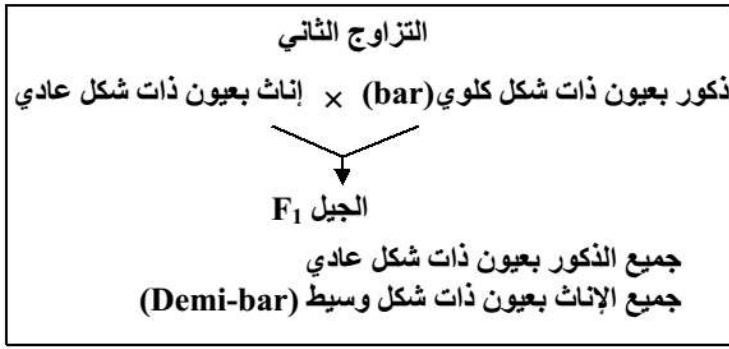 التزاوج الثاني
ذكور بعيون ذات شكل كلوي(bar) × إناث بعيون ذات شكل عادي
الجيل F₁
جميع الذكور بعيون ذات شكل عادي
جميع الإناث بعيون ذات شكل وسيط (Demi-bar)